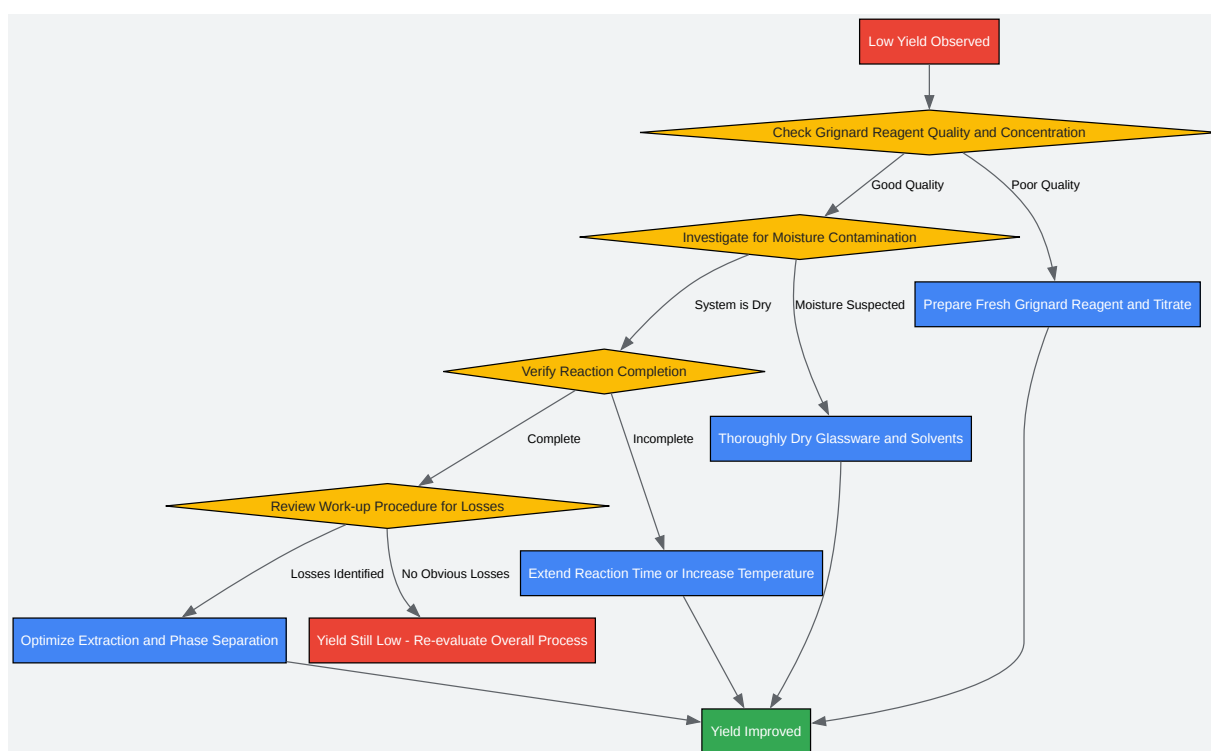 Low Yield Observed
Check Grignard Reagent Quality and Concentration
Good Quality
Poor Quality
Investigate for Moisture Contamination
System is Dry
Moisture Suspected
Prepare Fresh Grignard Reagent and Titrate
Verify Reaction Completion
Complete
Incomplete
Thoroughly Dry Glassware and Solvents
Review Work-up Procedure for Losses
Losses Identified
No Obvious Losses
Extend Reaction Time or Increase Temperature
Optimize Extraction and Phase Separation
Yield Still Low - Re-evaluate Overall Process
Yield Improved